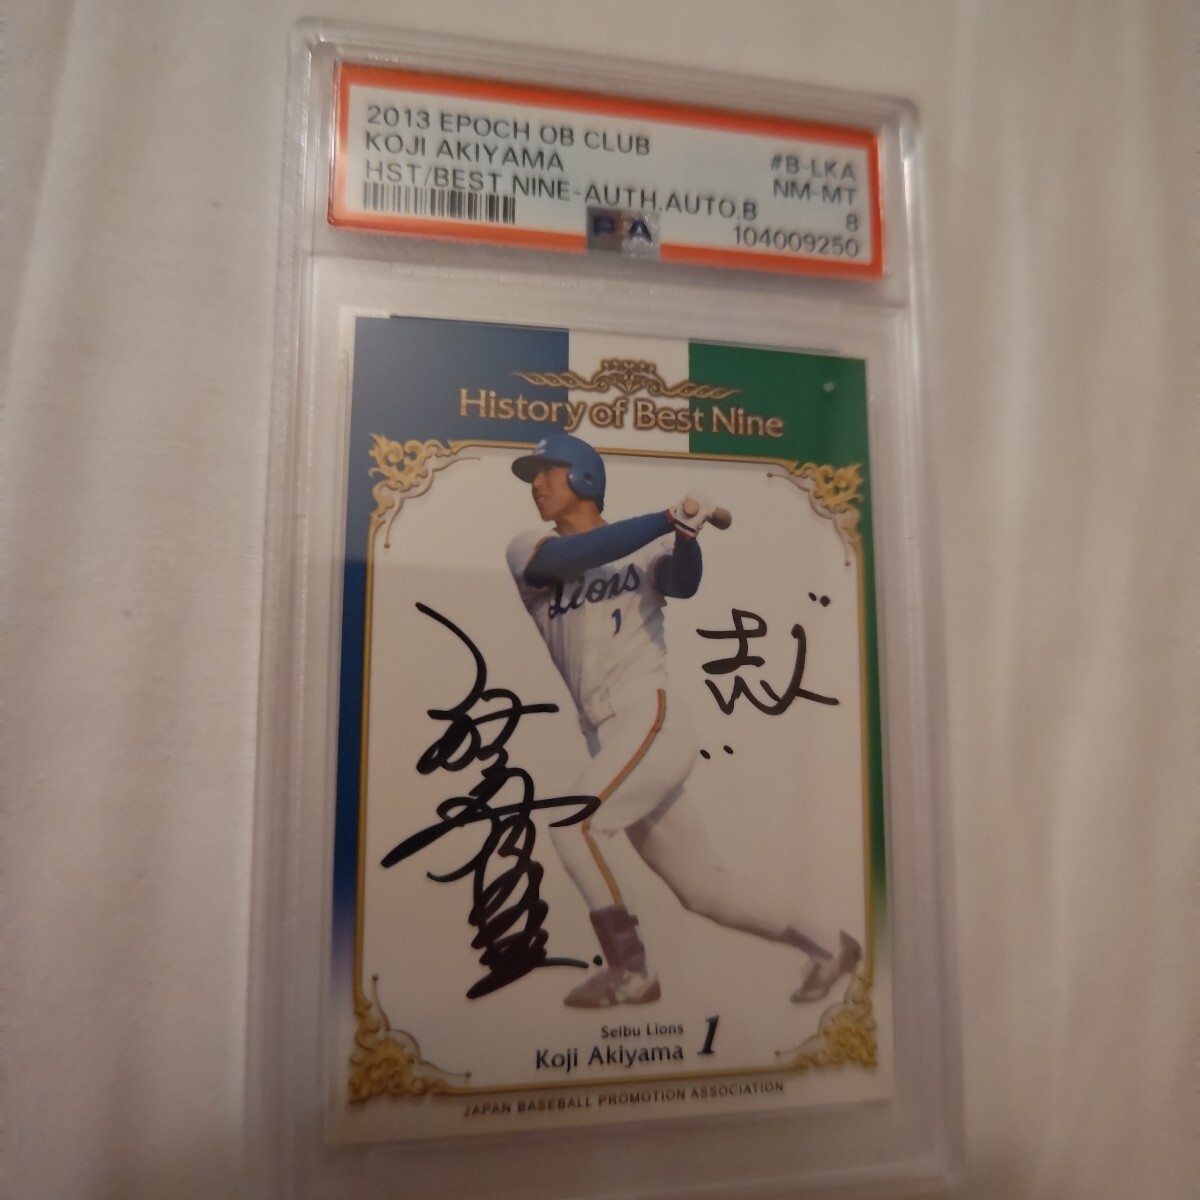 2013 EPOCH OB CLUB
KOJI AKIYAMA
HST/BEST NINE-AUTH.AUTO.B
#B-LKA
NM-MT
8
104009250
PSA
History of Best Nine
Lions
1
"志"
Seibu Lions
Koji Akiyama 1
JAPAN BASEBALL PROMOTION ASSOCIATION